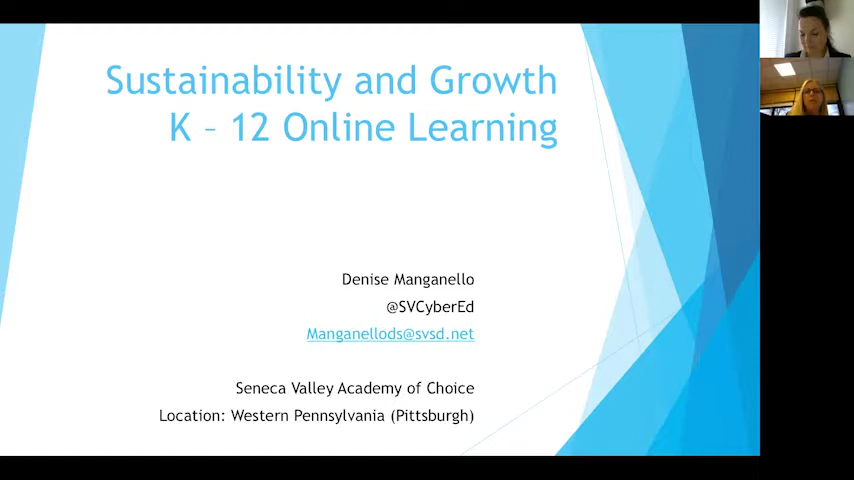 Sustainability and Growth
K – 12 Online Learning
Denise Manganello
@SVCyberEd
Manganellods@svsd.net
Seneca Valley Academy of Choice
Location: Western Pennsylvania (Pittsburgh)